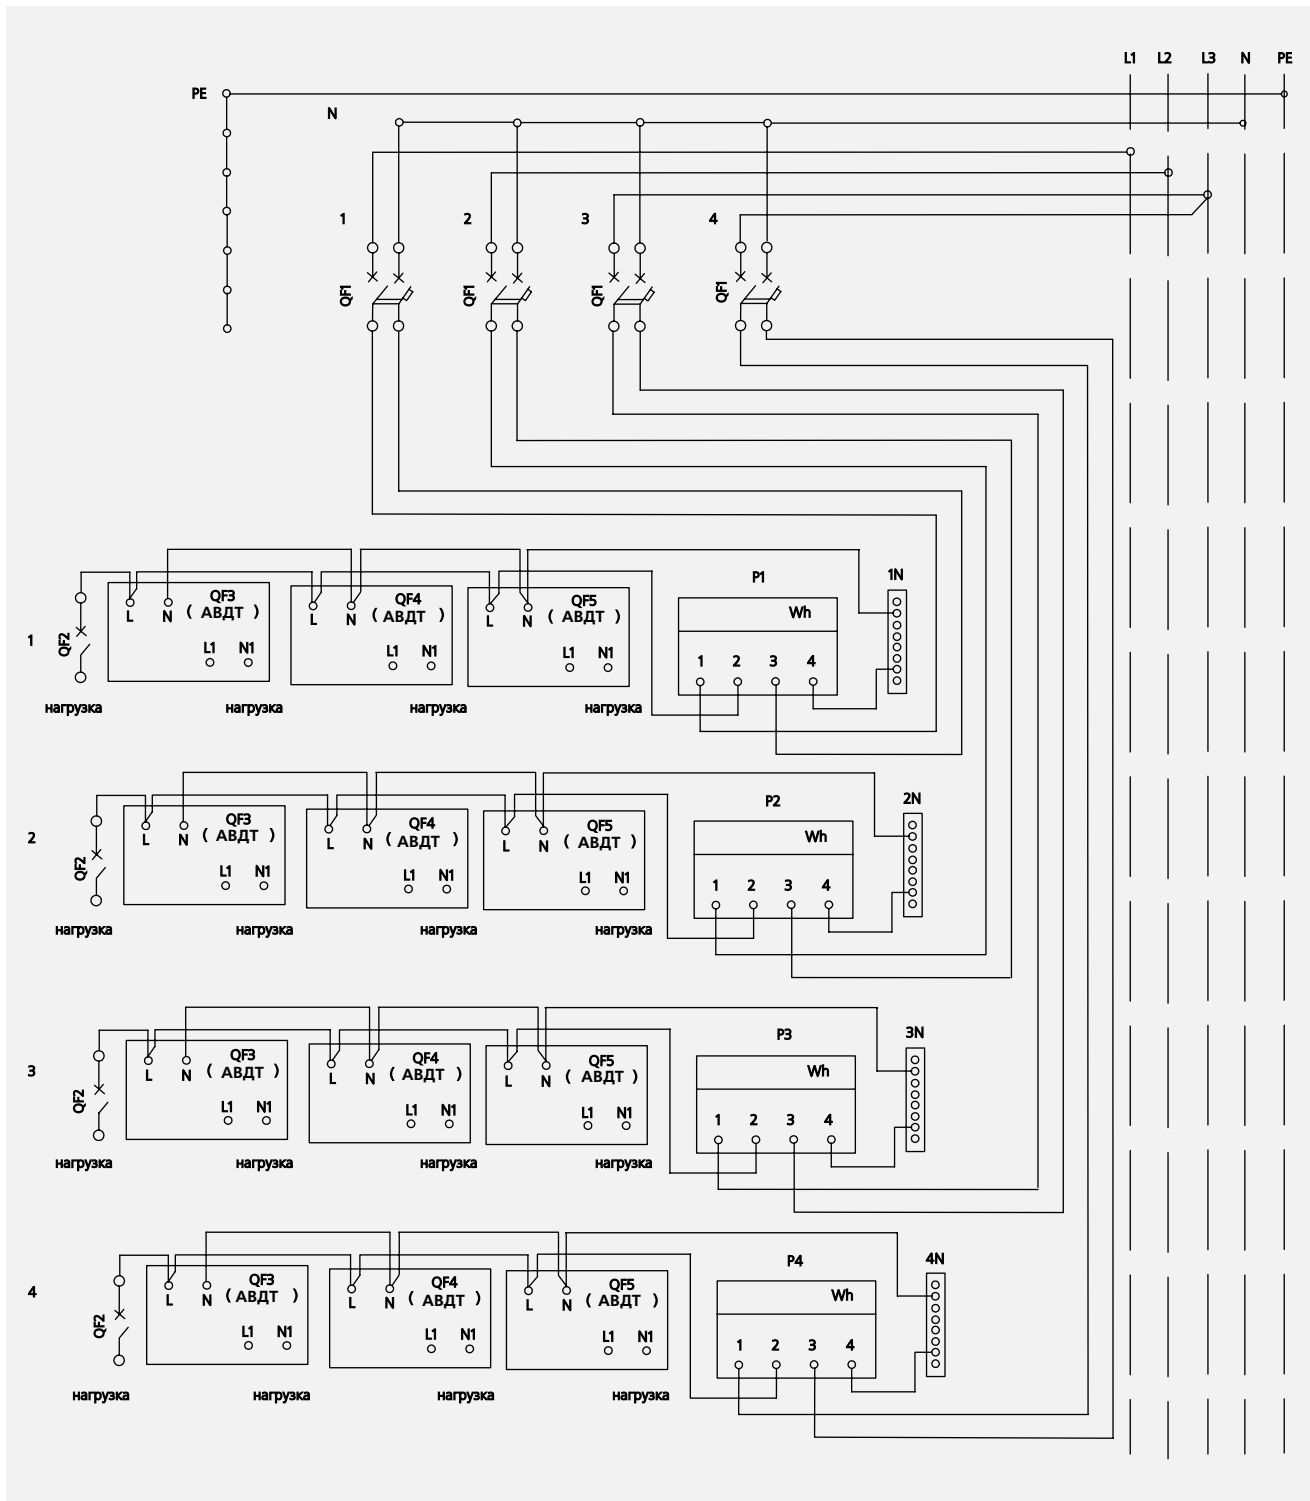 L1 L2 L3 N PE
PE
N
1 2 3 4
QF1 QF1 QF1 QF1
P1 1N
QF3 QF4 QF5
( АВДТ ) ( АВДТ ) ( АВДТ ) Wh
L N L N L N
1 QF2
L1 N1 L1 N1 L1 N1 1 2 3 4
нагрузка нагрузка нагрузка нагрузка
P2 2N
QF3 QF4 QF5
( АВДТ ) ( АВДТ ) ( АВДТ ) Wh
L N L N L N
2 QF2
L1 N1 L1 N1 L1 N1 1 2 3 4
нагрузка нагрузка нагрузка нагрузка
P3 3N
QF3 QF4 QF5
( АВДТ ) ( АВДТ ) ( АВДТ ) Wh
L N L N L N
3 QF2
L1 N1 L1 N1 L1 N1 1 2 3 4
нагрузка нагрузка нагрузка нагрузка
P4 4N
QF3 QF4 QF5
( АВДТ ) ( АВДТ ) ( АВДТ ) Wh
L N L N L N
4 QF2
L1 N1 L1 N1 L1 N1 1 2 3 4
нагрузка нагрузка нагрузка нагрузка